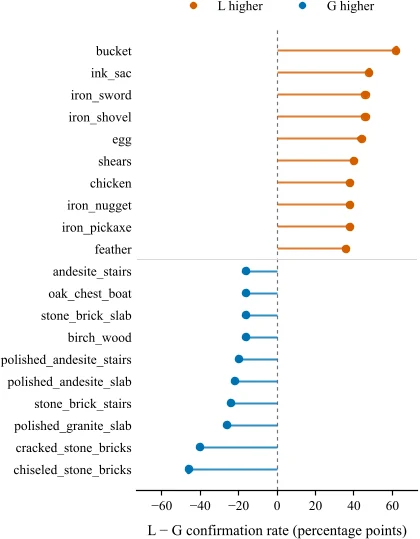 L higher G higher
bucket
ink_sac
iron_sword
iron_shovel
egg
shears
chicken
iron_nugget
iron_pickaxe
feather
andesite_stairs
oak_chest_boat
stone_brick_slab
birch_wood
polished_andesite_stairs
polished_andesite_slab
stone_brick_stairs
polished_granite_slab
cracked_stone_bricks
chiseled_stone_bricks
−60 −40 −20 0 20 40 60
L − G confirmation rate (percentage points)